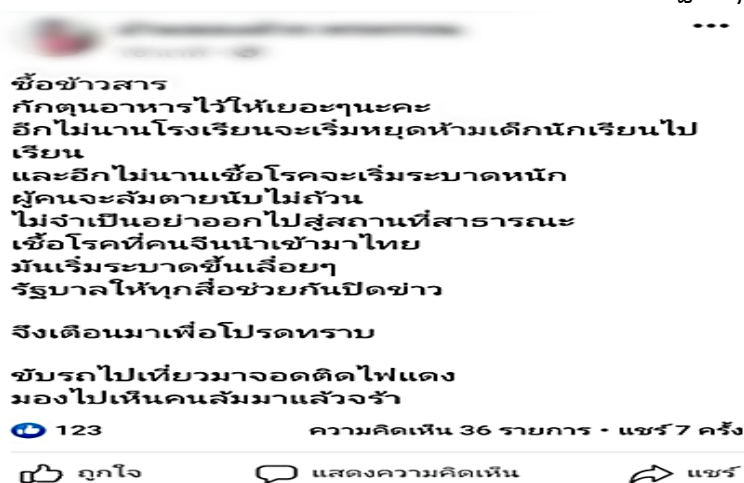 ซื้อข้าวสาร
กักตุนอาหารไว้ให้เยอะๆนะคะ
อีกไม่นานโรงเรียนจะเริ่มหยุดห้ามเด็กนักเรียนไป
เรียน
และอีกไม่นานเชื้อโรคจะเริ่มระบาดหนัก
ผู้คนจะล้มตายนับไม่ถ้วน
ไม่จำเป็นอย่าออกไปสู่สถานที่สาธารณะ
เชื้อโรคที่คนจีนนำเข้ามาไทย
มันเริ่มระบาดขึ้นเลื่อยๆ
รัฐบาลให้ทุกสื่อช่วยกันปิดข่าว
จึงเตือนมาเพื่อโปรดทราบ
ขับรถไปเที่ยวมาจอดติดไฟแดง
มองไปเห็นคนล้มมาแล้วจร้า
123 ความคิดเห็น 36 รายการ • แชร์ 7 ครั้ง
ถูกใจ แสดงความคิดเห็น แชร์